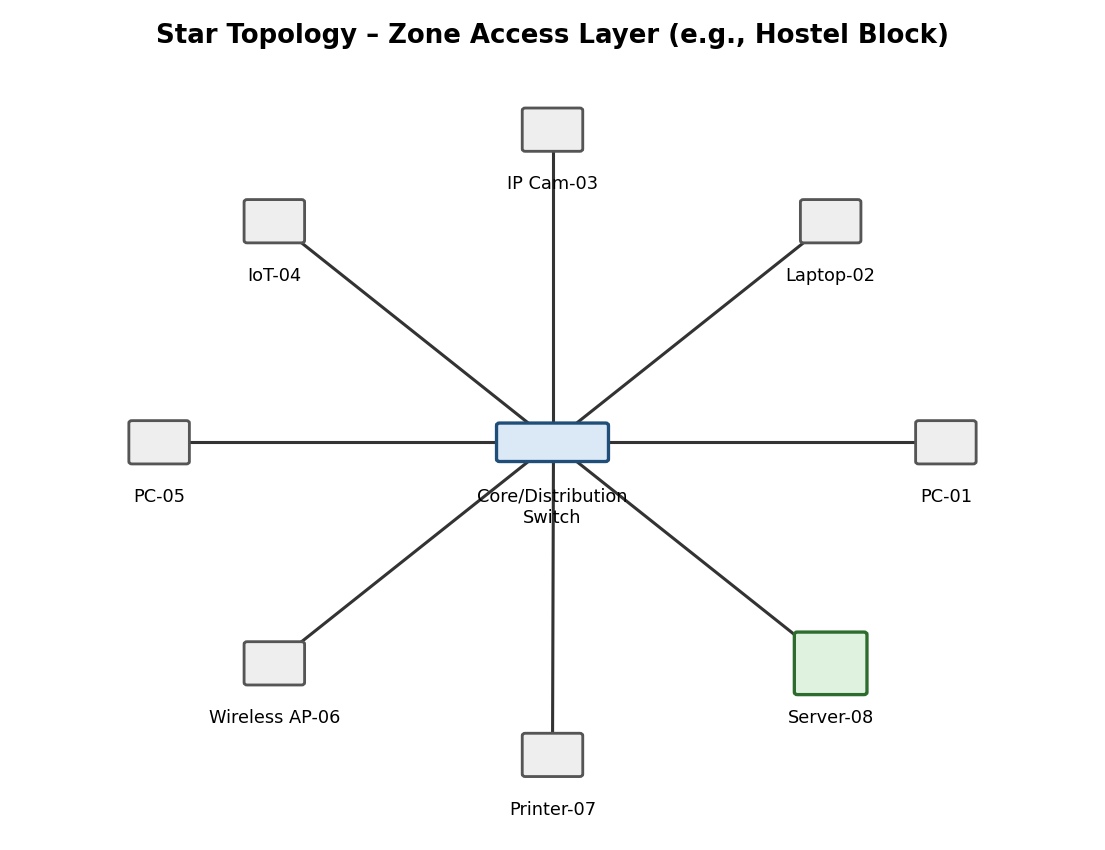 Star Topology – Zone Access Layer (e.g., Hostel Block)
IP Cam-03
IoT-04
Laptop-02
PC-05
Core/Distribution
Switch
PC-01
Wireless AP-06
Server-08
Printer-07